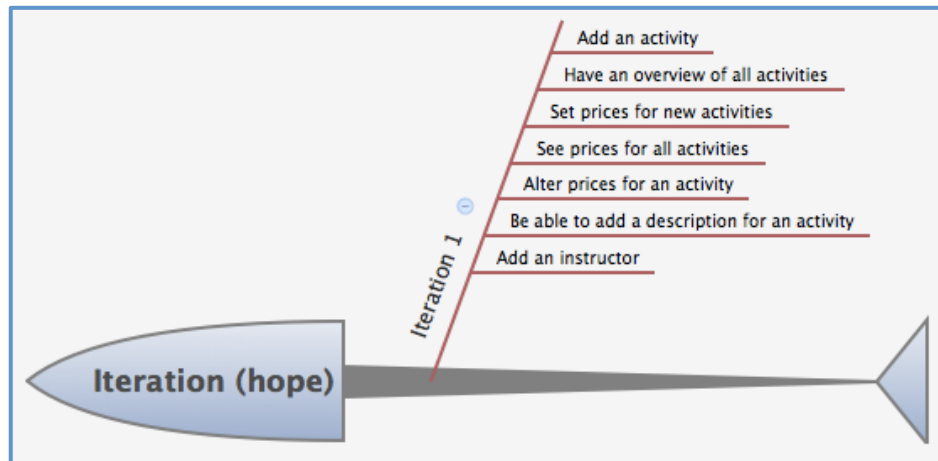 Add an activity
Have an overview of all activities
Set prices for new activities
See prices for all activities
Alter prices for an activity
Be able to add a description for an activity
Add an instructor
Iteration 1
Iteration (hope)